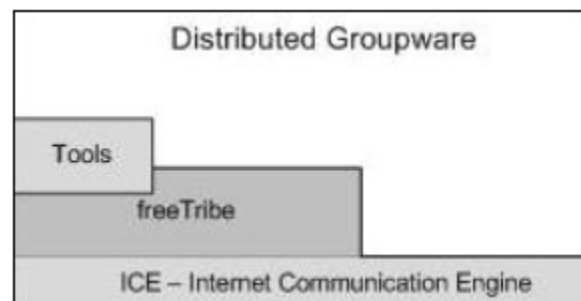 Distributed Groupware
Tools
freeTribe
ICE – Internet Communication Engine